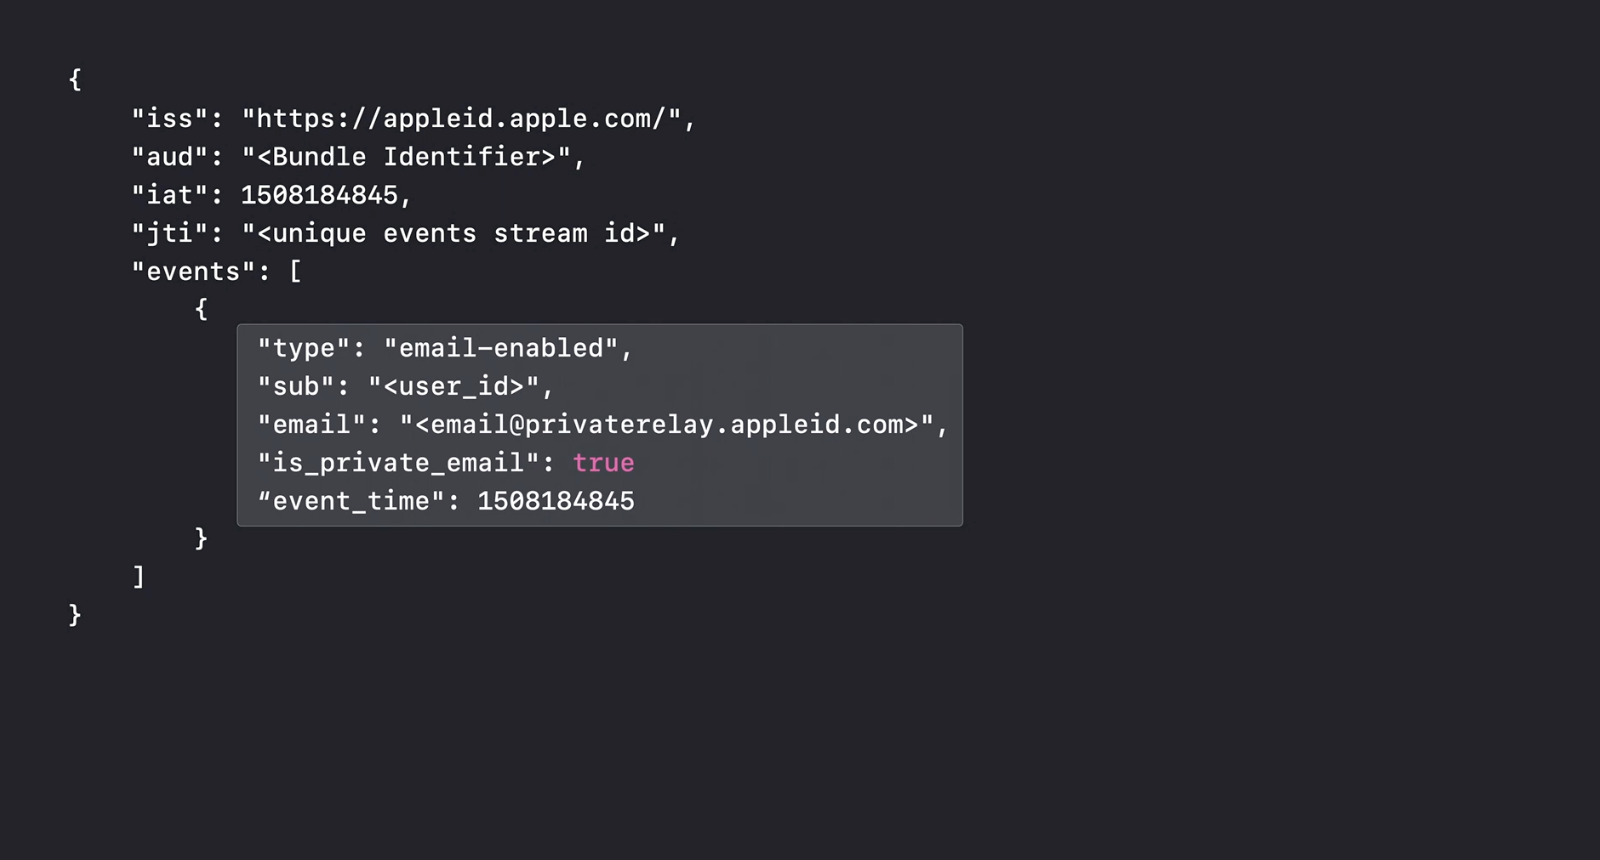 {
"iss": "https://appleid.apple.com/",
"aud": "<Bundle Identifier>",
"iat": 1508184845,
"jti": "<unique events stream id>",
"events": [
{
"type": "email-enabled",
"sub": "<user_id>",
"email": "<email@privaterelay.appleid.com>",
"is_private_email": true
“event_time": 1508184845
}
]
}